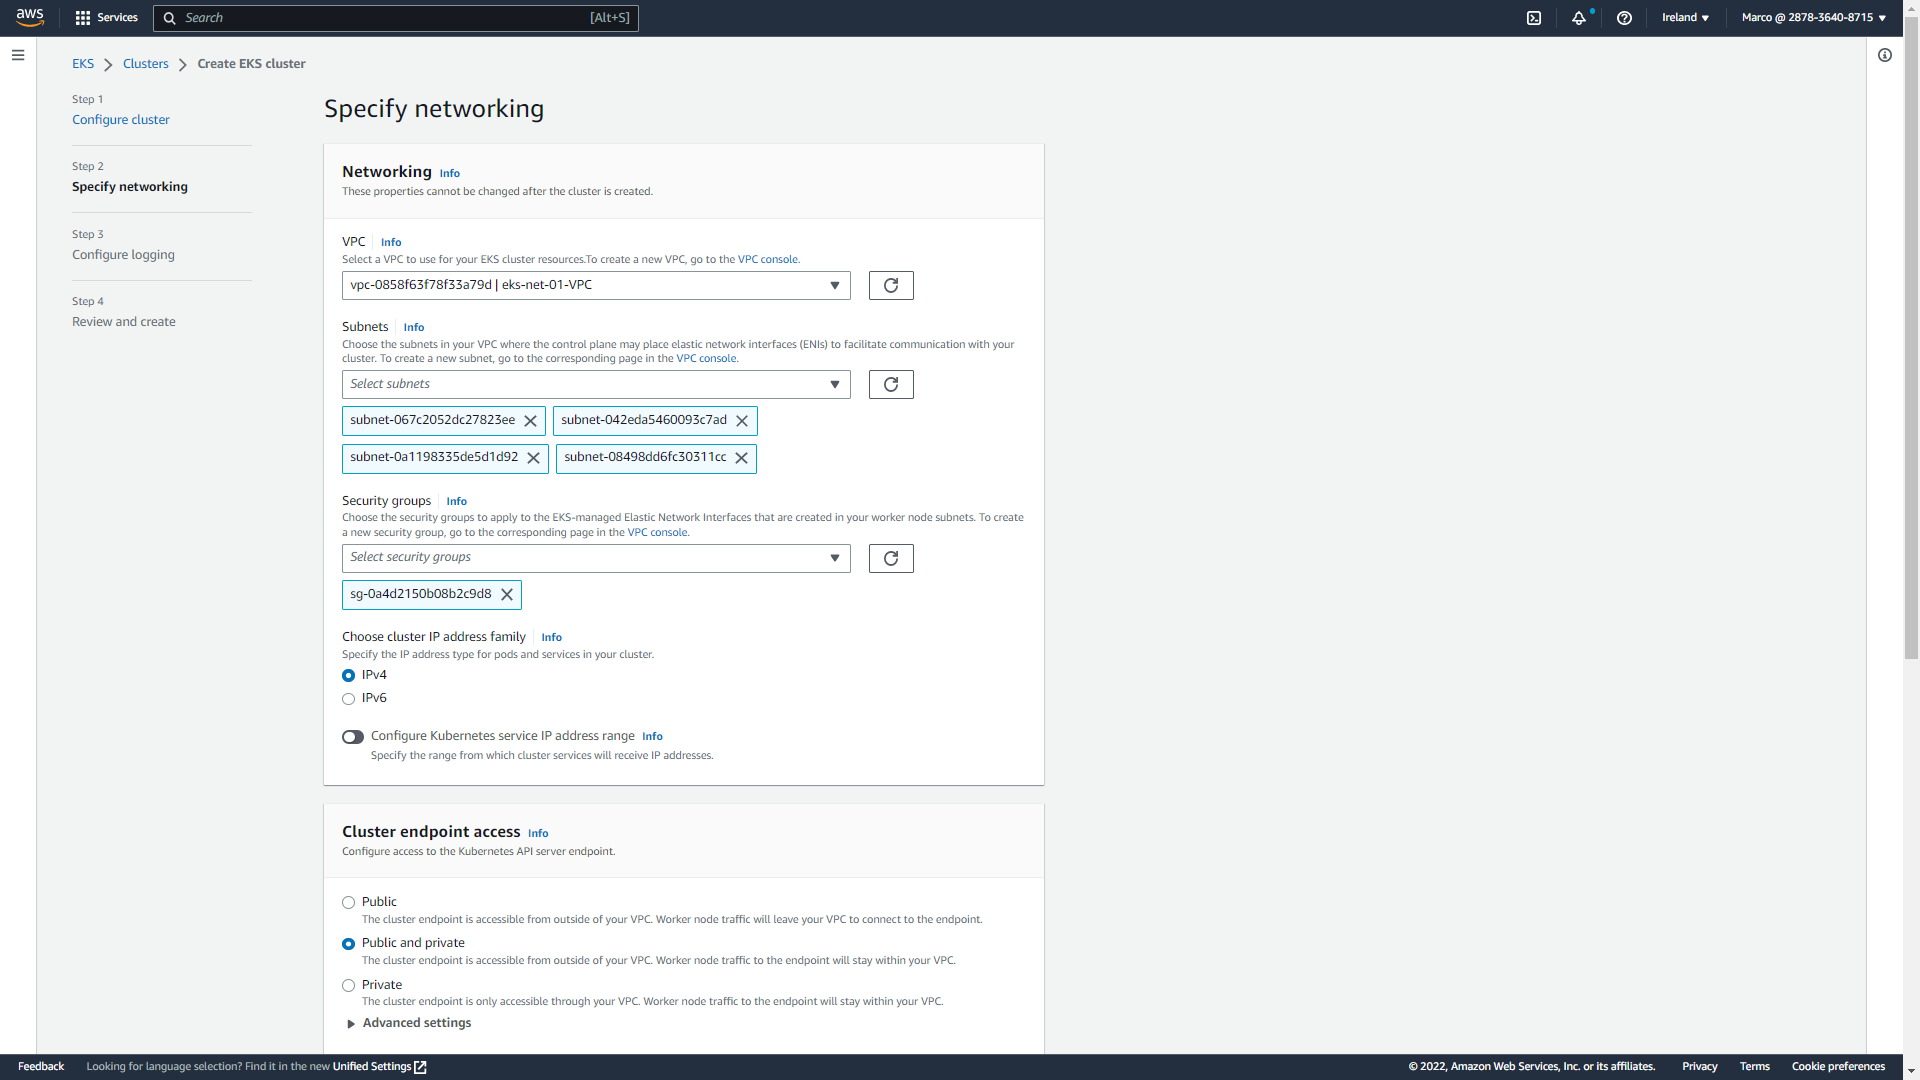 aws
Services
Search
[Alt+S]
Ireland ▼
Marco @ 2878-3640-8715 ▼
EKS > Clusters > Create EKS cluster
Step 1
Configure cluster
Step 2
Specify networking
Step 3
Configure logging
Step 4
Review and create
Specify networking
Networking Info
These properties cannot be changed after the cluster is created.
VPC Info
Select a VPC to use for your EKS cluster resources.To create a new VPC, go to the VPC console.
vpc-0858f63f78f33a79d | eks-net-01-VPC
Subnets Info
Choose the subnets in your VPC where the control plane may place elastic network interfaces (ENIs) to facilitate communication with your
cluster. To create a new subnet, go to the corresponding page in the VPC console.
Select subnets
subnet-067c2052dc27823ee
subnet-042eda5460093c7ad
subnet-0a1198335de5d1d92
subnet-08498dd6fc30311cc
Security groups Info
Choose the security groups to apply to the EKS-managed Elastic Network Interfaces that are created in your worker node subnets. To create
a new security group, go to the corresponding page in the VPC console.
Select security groups
sg-0a4d2150b08b2c9d8
Choose cluster IP address family Info
Specify the IP address type for pods and services in your cluster.
IPv4
IPv6
Configure Kubernetes service IP address range Info
Specify the range from which cluster services will receive IP addresses.
Cluster endpoint access Info
Configure access to the Kubernetes API server endpoint.
Public
The cluster endpoint is accessible from outside of your VPC. Worker node traffic will leave your VPC to connect to the endpoint.
Public and private
The cluster endpoint is accessible from outside of your VPC. Worker node traffic to the endpoint will stay within your VPC.
Private
The cluster endpoint is only accessible through your VPC. Worker node traffic to the endpoint will stay within your VPC.
Advanced settings
Feedback
Looking for language selection? Find it in the new Unified Settings
© 2022, Amazon Web Services, Inc. or its affiliates.
Privacy
Terms
Cookie preferences